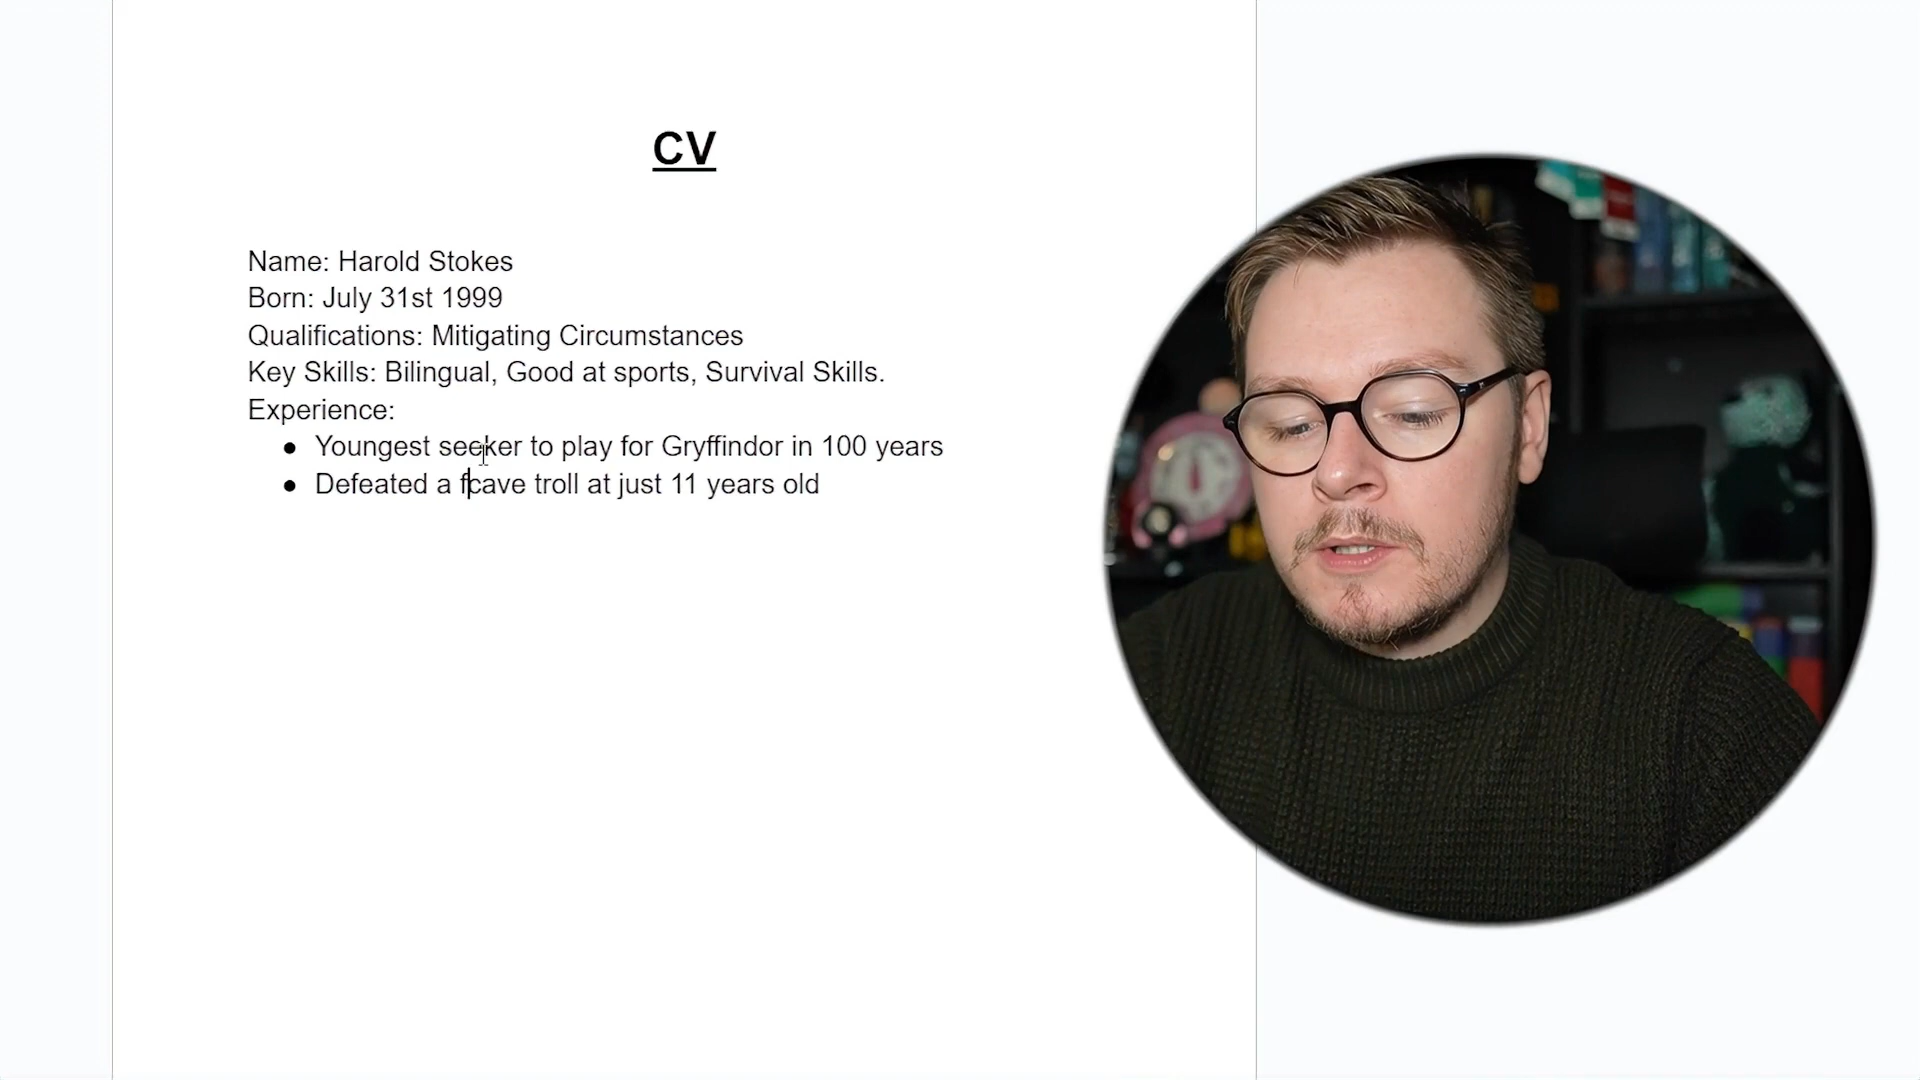 CV
Name: Harold Stokes
Born: July 31st 1999
Qualifications: Mitigating Circumstances
Key Skills: Bilingual, Good at sports, Survival Skills.
Experience:
● Youngest seeker to play for Gryffindor in 100 years
● Defeated a fcave troll at just 11 years old